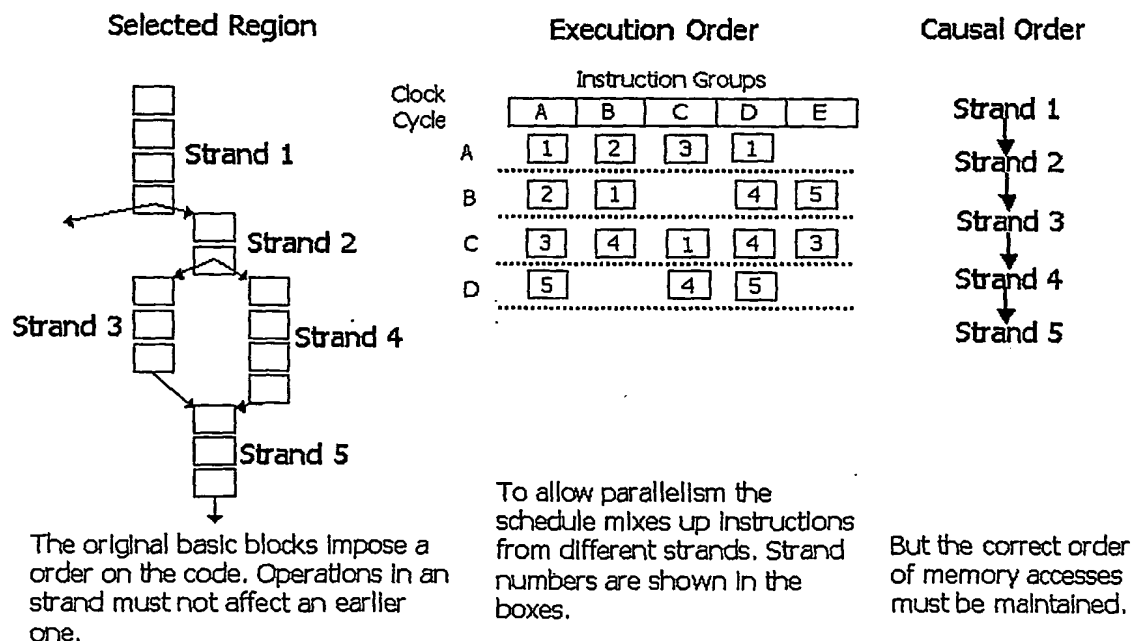 Selected Region
Strand 1
Strand 2
Strand 3
Strand 4
Strand 5
The original basic blocks impose a
order on the code. Operations in an
strand must not affect an earlier
one.
Execution Order
Instruction Groups
Clock
Cycle
A B C D E
A 1 2 3 1
B 2 1 4 5
C 3 4 1 4 3
D 5 4 5
To allow parallelism the
schedule mixes up instructions
from different strands. Strand
numbers are shown in the
boxes.
Causal Order
Strand 1
Strand 2
Strand 3
Strand 4
Strand 5
But the correct order
of memory accesses
must be maintained.